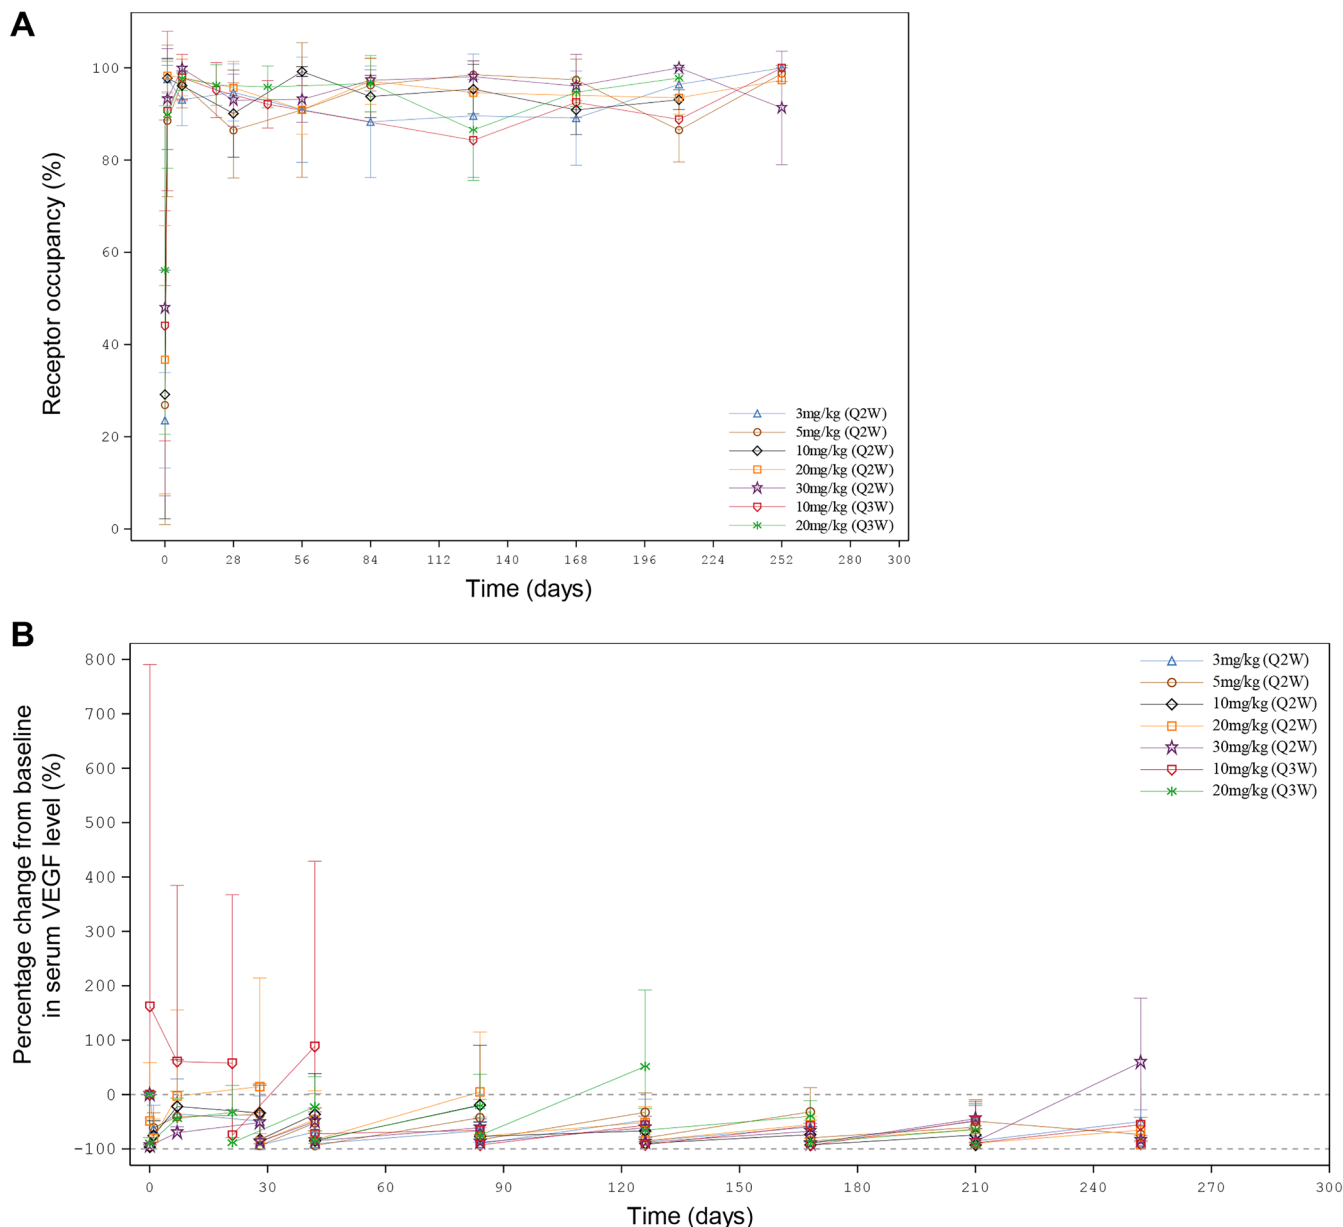 A
100
80
60
40
20
0
Receptor occupancy (%)
3mg/kg (Q2W)
5mg/kg (Q2W)
10mg/kg (Q2W)
20mg/kg (Q2W)
30mg/kg (Q2W)
10mg/kg (Q3W)
20mg/kg (Q3W)
0 28 56 84 112 140 168 196 224 252 280 300
Time (days)
B
800
700
600
500
400
300
200
100
0
−100
Percentage change from baseline
in serum VEGF level (%)
3mg/kg (Q2W)
5mg/kg (Q2W)
10mg/kg (Q2W)
20mg/kg (Q2W)
30mg/kg (Q2W)
10mg/kg (Q3W)
20mg/kg (Q3W)
0 30 60 90 120 150 180 210 240 270 300
Time (days)